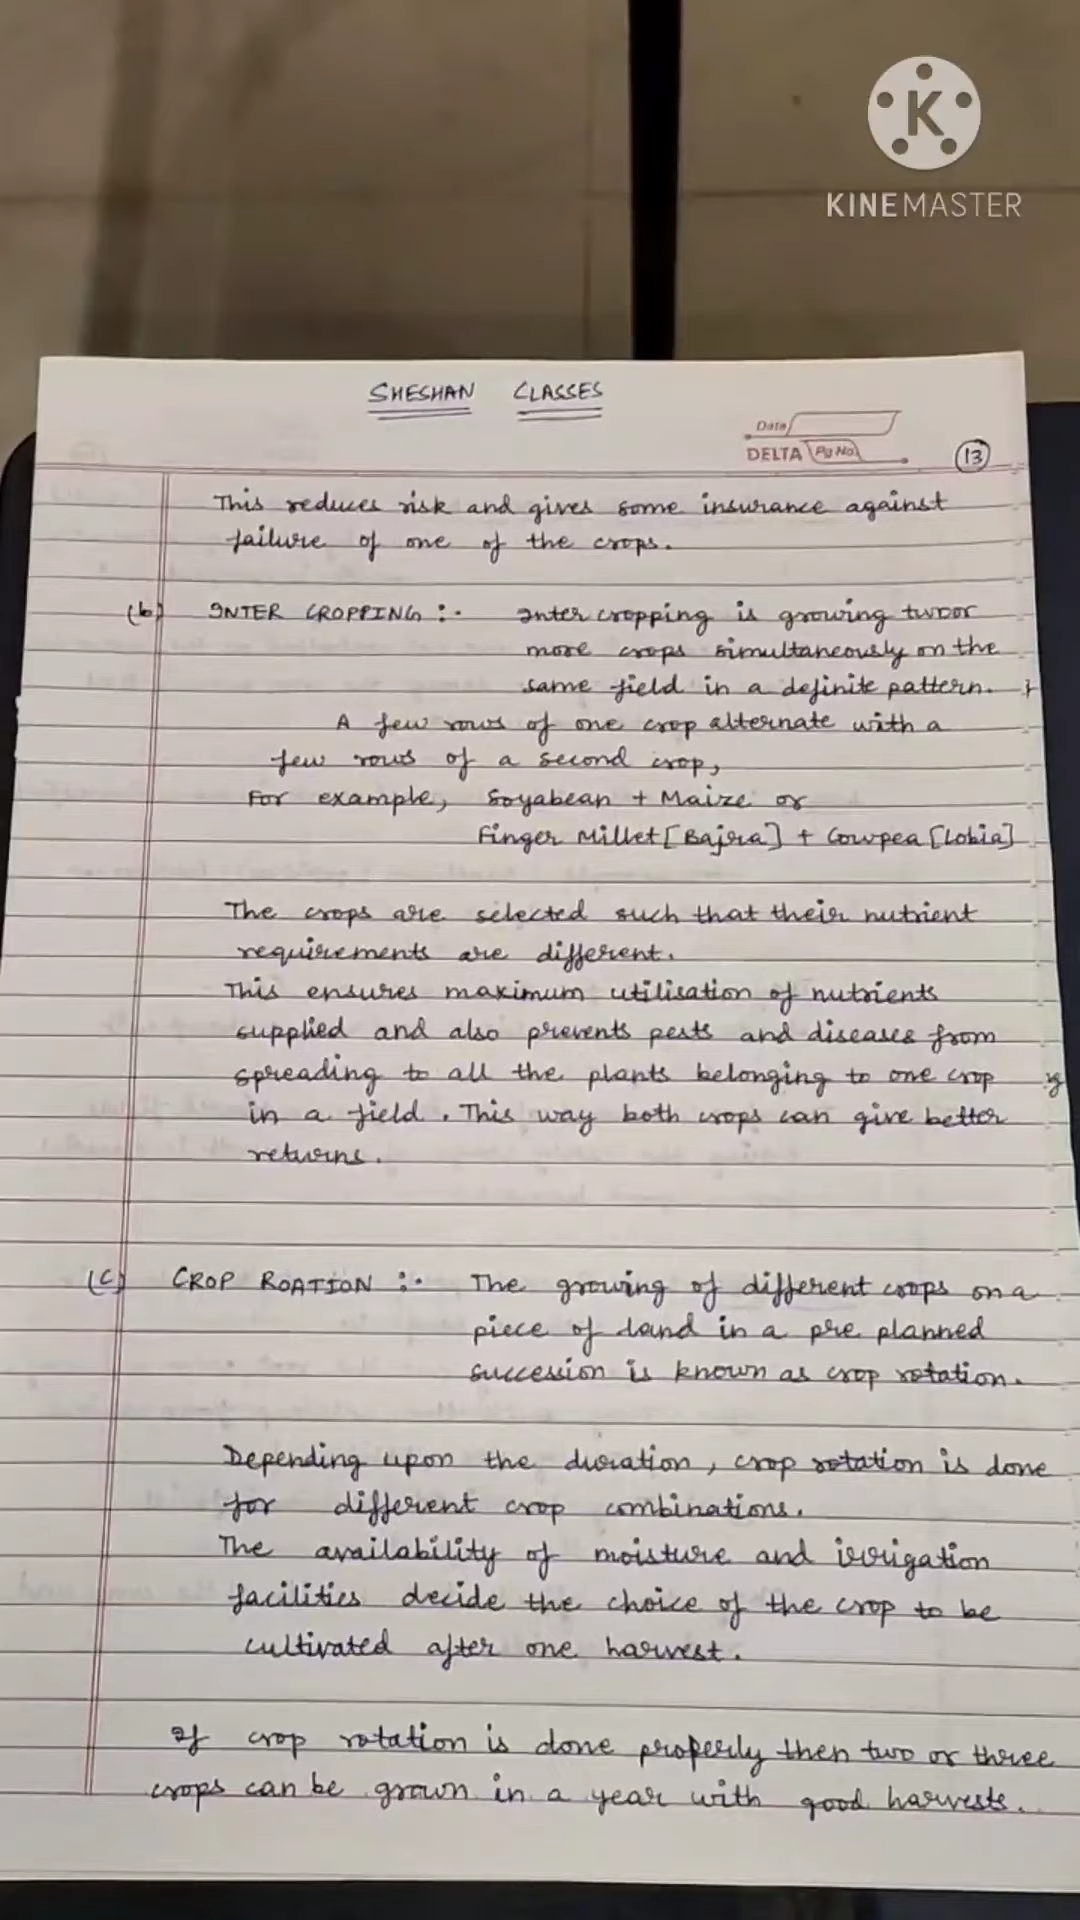 KINEMASTER
SHESHAN CLASSES
Date
DELTA Pg No.
13
This reduces risk and gives some insurance against
failure of one of the crops.
(b) INTER CROPPING :- Inter cropping is growing two or
more crops simultaneously on the
same field in a definite pattern.
A few rows of one crop alternate with a
few rows of a second crop,
For example, Soyabean + Maize or
Finger Millet [Bajra] + Cowpea [Lobia]
The crops are selected such that their nutrient
requirements are different.
This ensures maximum utilisation of nutrients
supplied and also prevents pests and diseases from
spreading to all the plants belonging to one crop
in a field. This way both crops can give better
returns.
(C) CROP ROATION :- The growing of different crops on a
piece of land in a pre planned
succession is known as crop rotation.
Depending upon the duration, crop rotation is done
for different crop combinations.
The availability of moisture and irrigation
facilities decide the choice of the crop to be
cultivated after one harvest.
If crop rotation is done properly then two or three
crops can be grown in a year with good harvests.